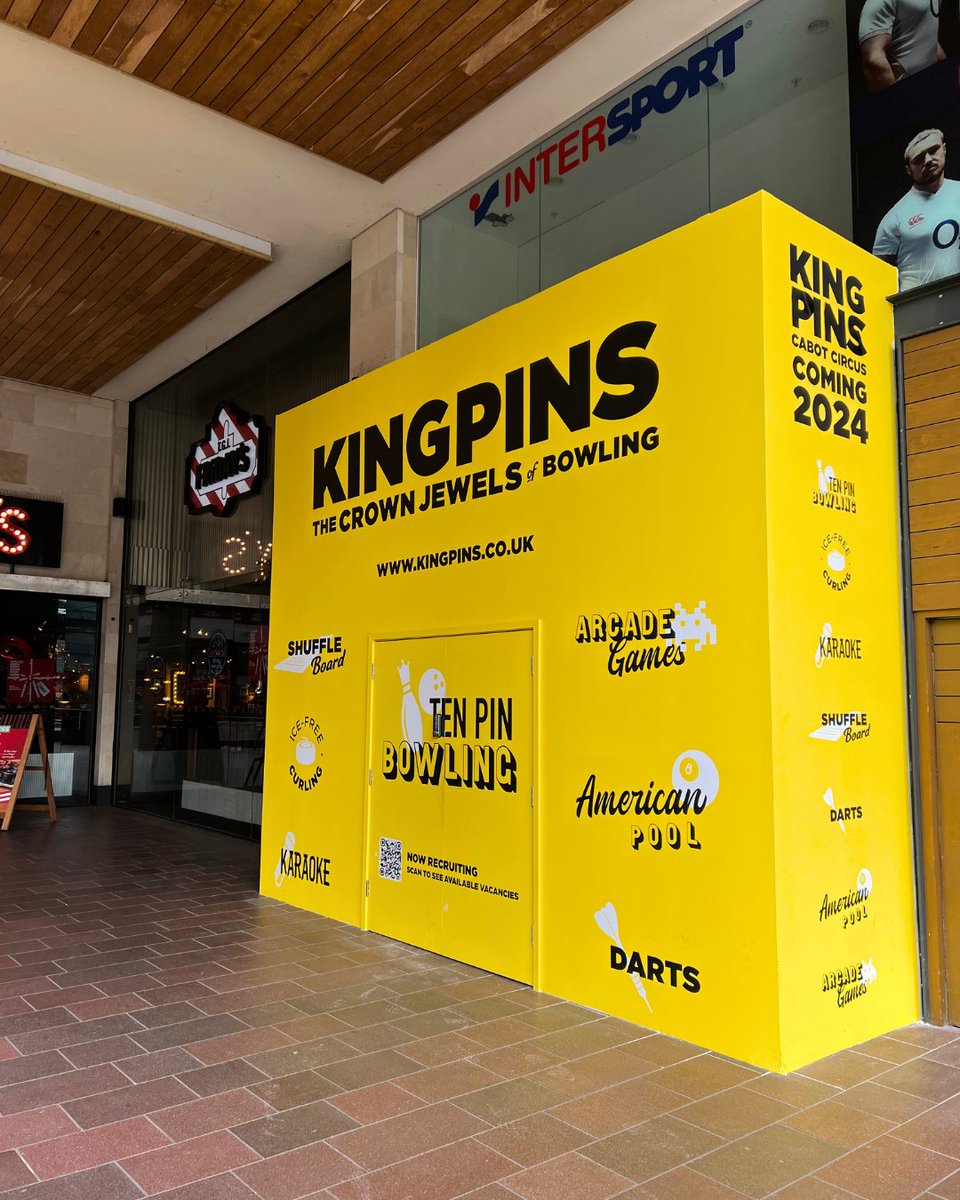 INTERSPORT
KINGPINS
THE CROWN JEWELS of BOWLING
WWW.KINGPINS.CO.UK
SHUFFLE
Board
ICE-FREE
CURLING
KARAOKE
TEN PIN
BOWLING
NOW RECRUITING
SCAN TO SEE AVAILABLE VACANCIES
ARCADE
Games
8
American
POOL
DARTS
KING
PINS
CABOT CIRCUS
COMING
2024
TEN PIN
BOWLING
ICE-FREE
CURLING
KARAOKE
SHUFFLE
Board
DARTS
American
POOL
ARCADE
Games
T.G.I.
FRIDAY'S
'S
O